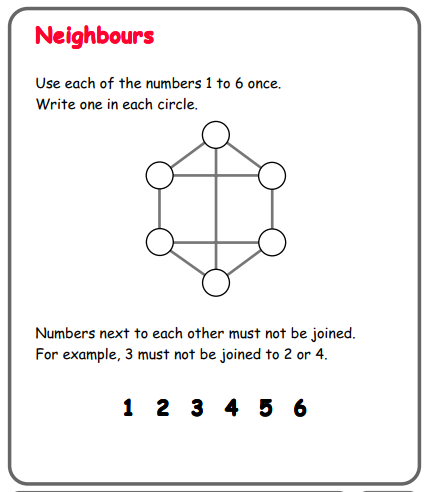 Neighbours
Use each of the numbers 1 to 6 once.
Write one in each circle.
Numbers next to each other must not be joined.
For example, 3 must not be joined to 2 or 4.
1 2 3 4 5 6